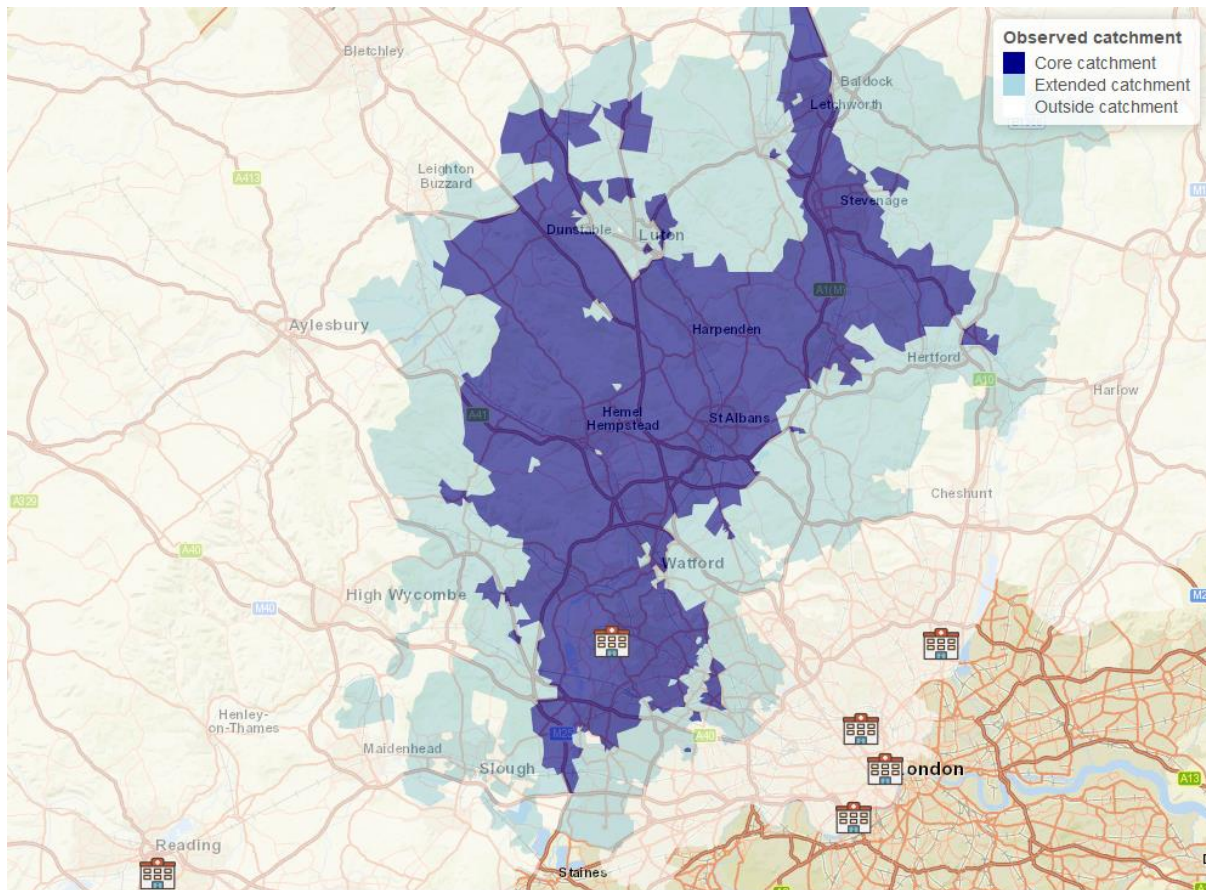 Observed catchment
Core catchment
Extended catchment
Outside catchment
Bletchley
Baldock
Letchworth
A413
Leighton
Buzzard
Stevenage
Dunstable
Luton
A1(M)
Aylesbury
Harpenden
Hertford
A10
Harlow
A41
Hemel
Hempstead
St Albans
A329
Cheshunt
A40
Watford
High Wycombe
M40
Henley-
on-Thames
M25
A40
Maidenhead
Slough
London
A13
Reading
Staines